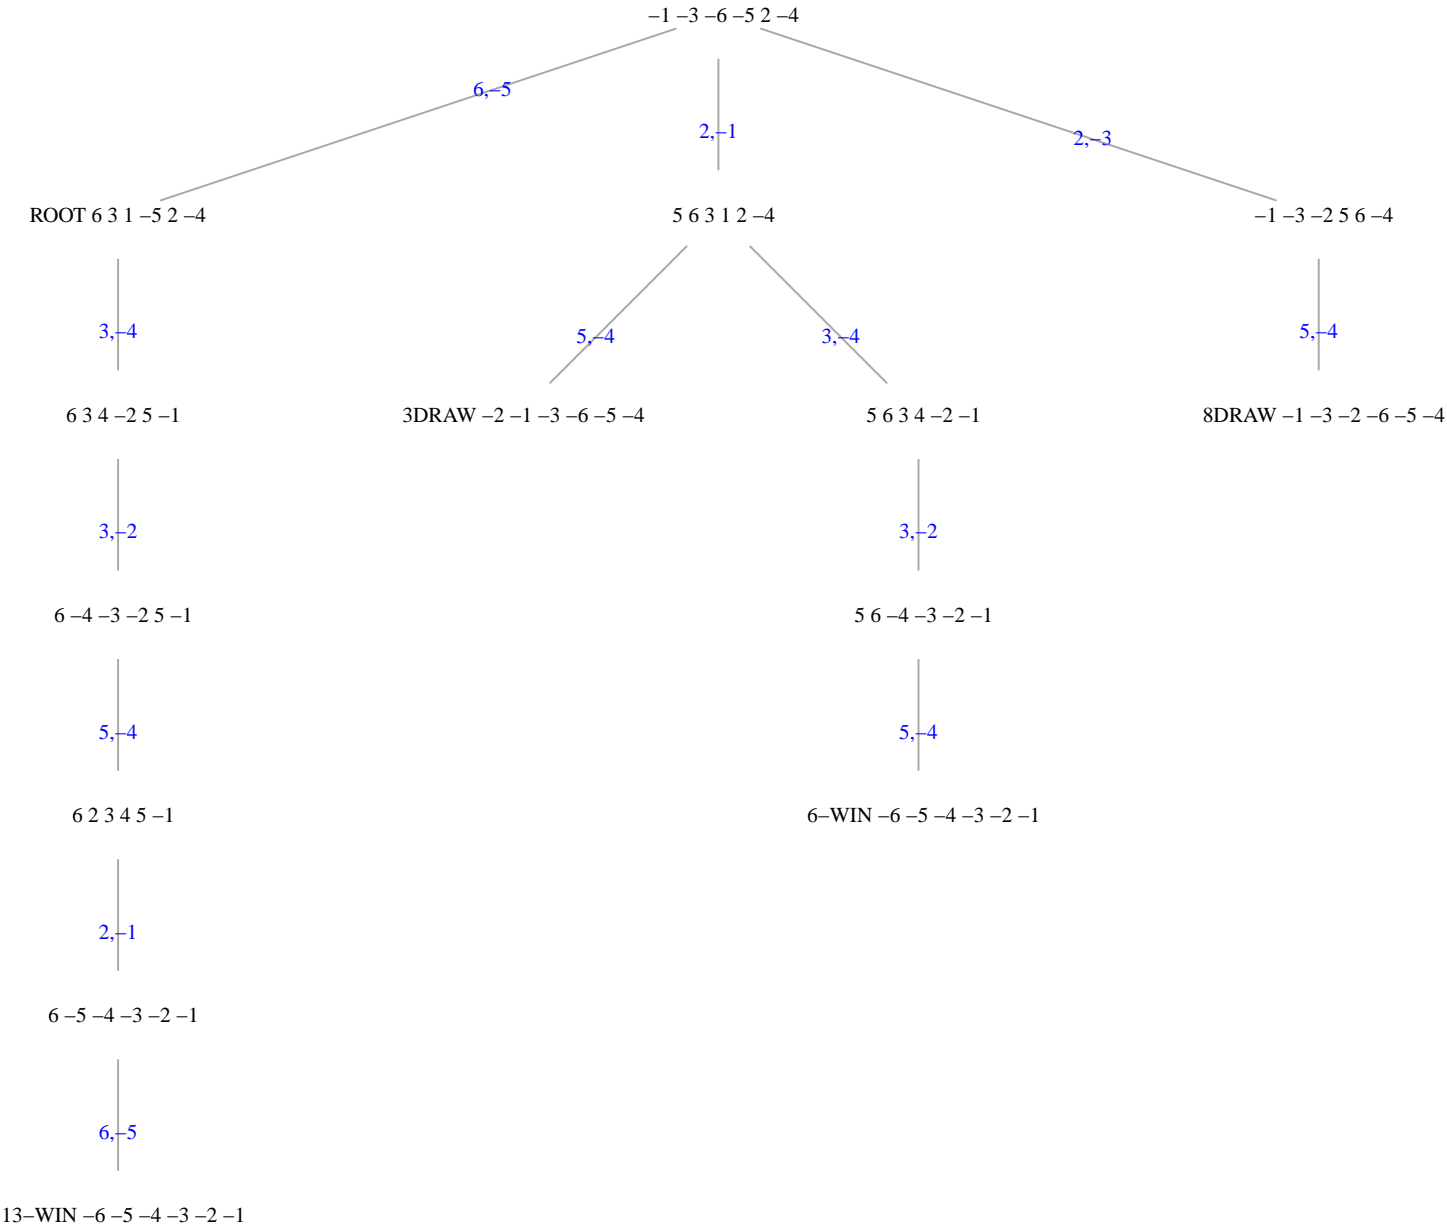 –1 –3 –6 –5 2 –4
6,–5
2,–1
2,–3
ROOT 6 3 1 –5 2 –4
5 6 3 1 2 –4
–1 –3 –2 5 6 –4
3,–4
5,–4
3,–4
5,–4
6 3 4 –2 5 –1
3DRAW –2 –1 –3 –6 –5 –4
5 6 3 4 –2 –1
8DRAW –1 –3 –2 –6 –5 –4
3,–2
3,–2
6 –4 –3 –2 5 –1
5 6 –4 –3 –2 –1
5,–4
5,–4
6 2 3 4 5 –1
6–WIN –6 –5 –4 –3 –2 –1
2,–1
6 –5 –4 –3 –2 –1
6,–5
13–WIN –6 –5 –4 –3 –2 –1